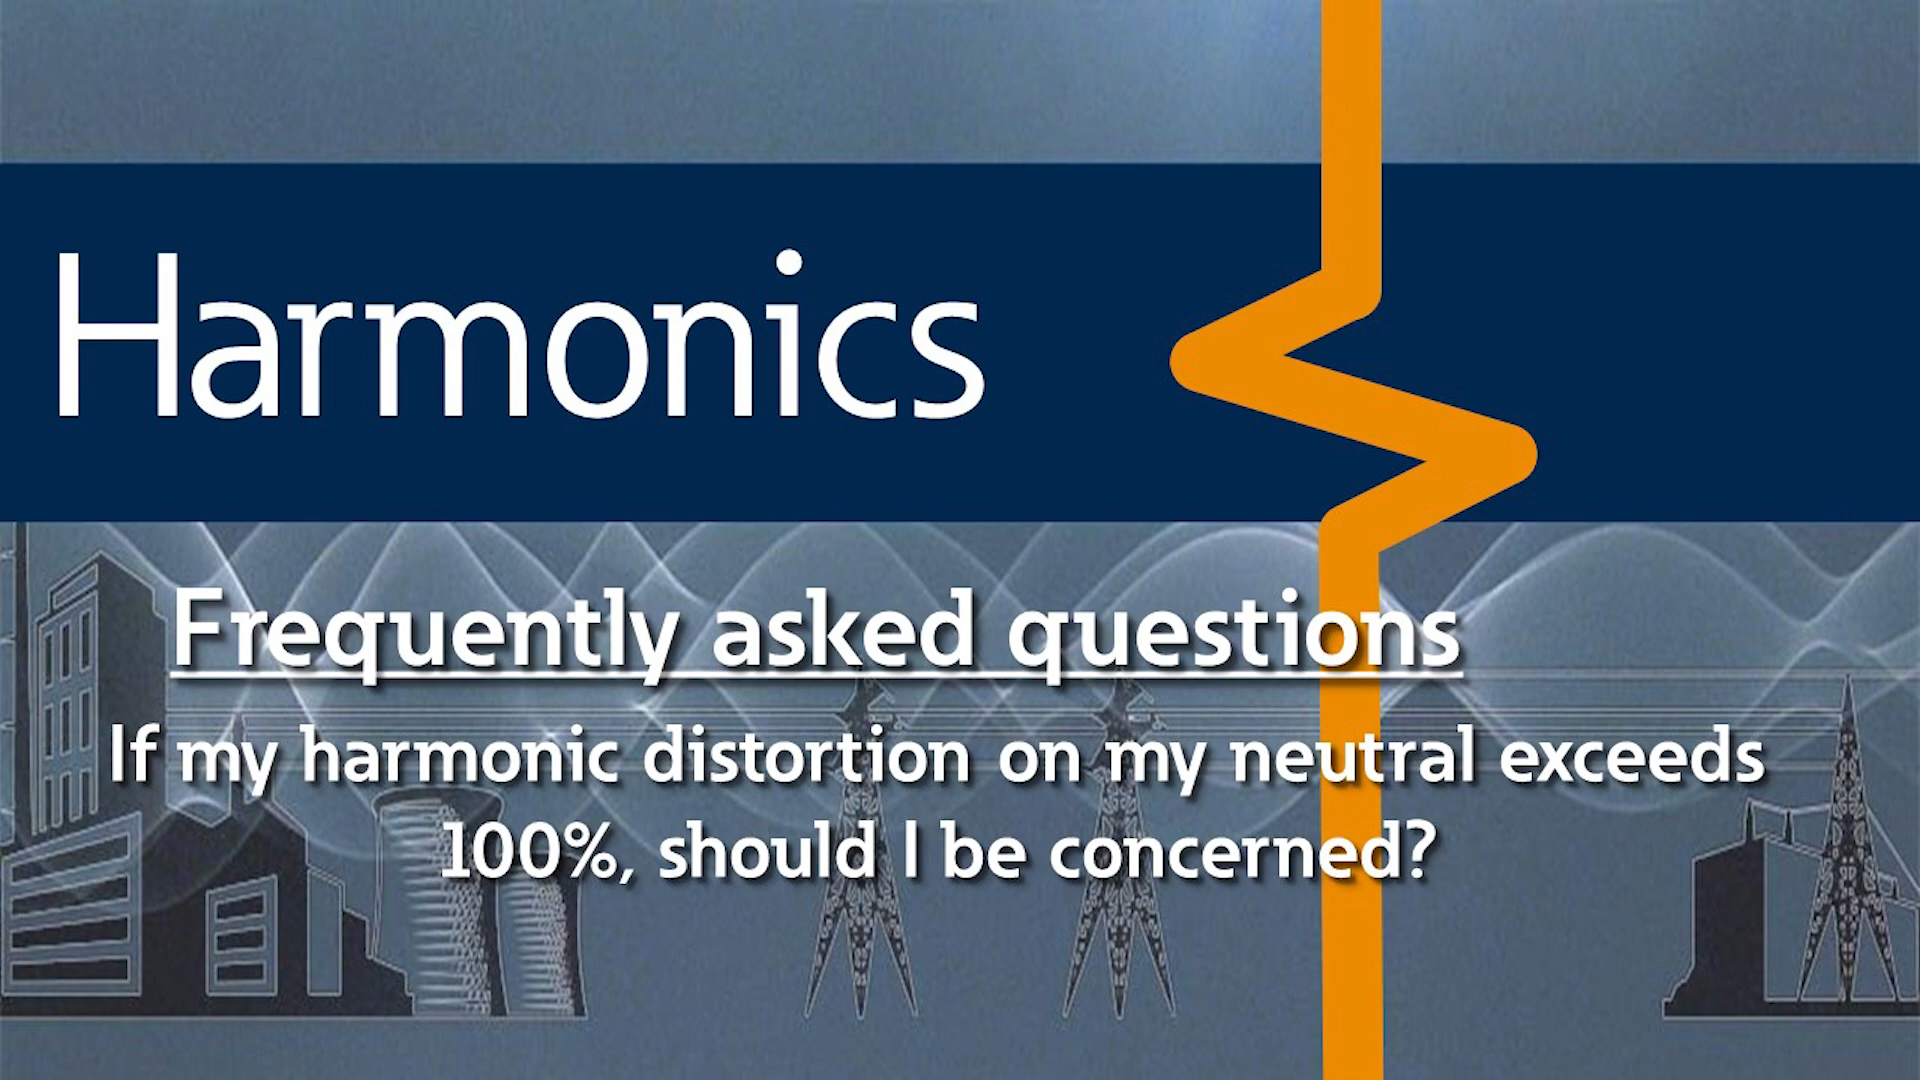 Harmonics
Frequently asked questions
If my harmonic distortion on my neutral exceeds
100%, should I be concerned?